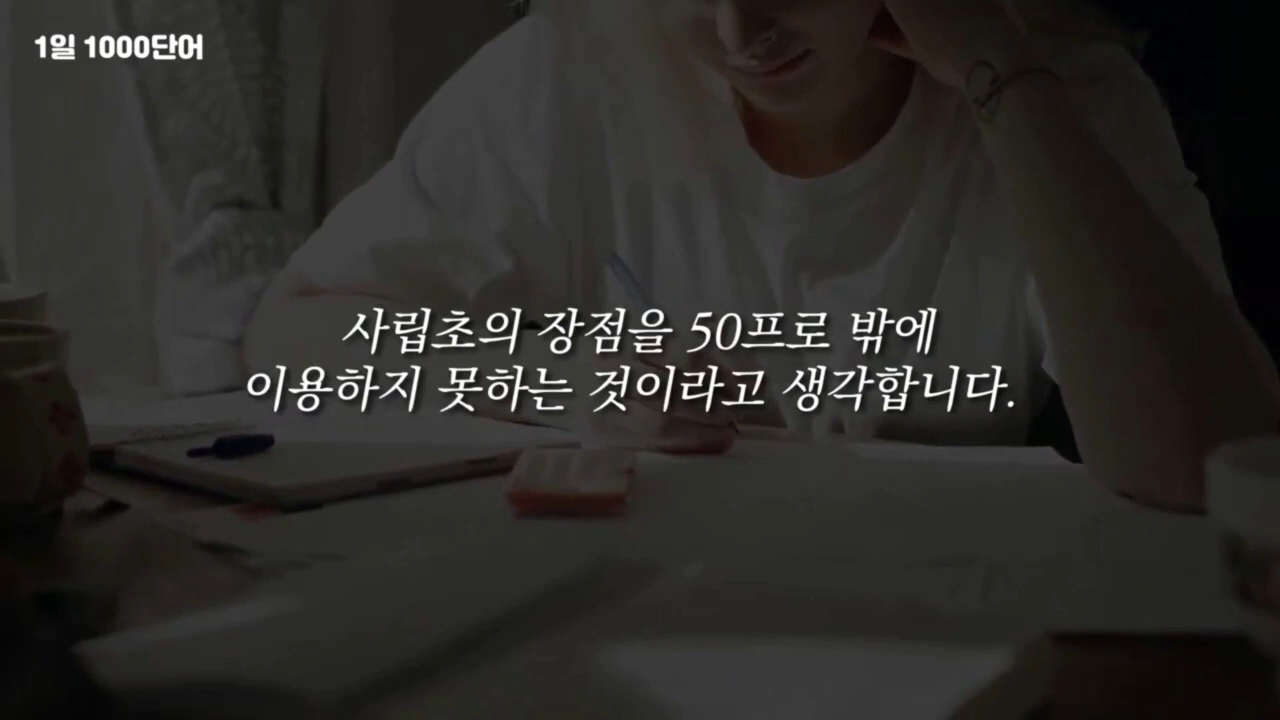 1일 1000단어
사립초의 장점을 50프로 밖에
이용하지 못하는 것이라고 생각합니다.